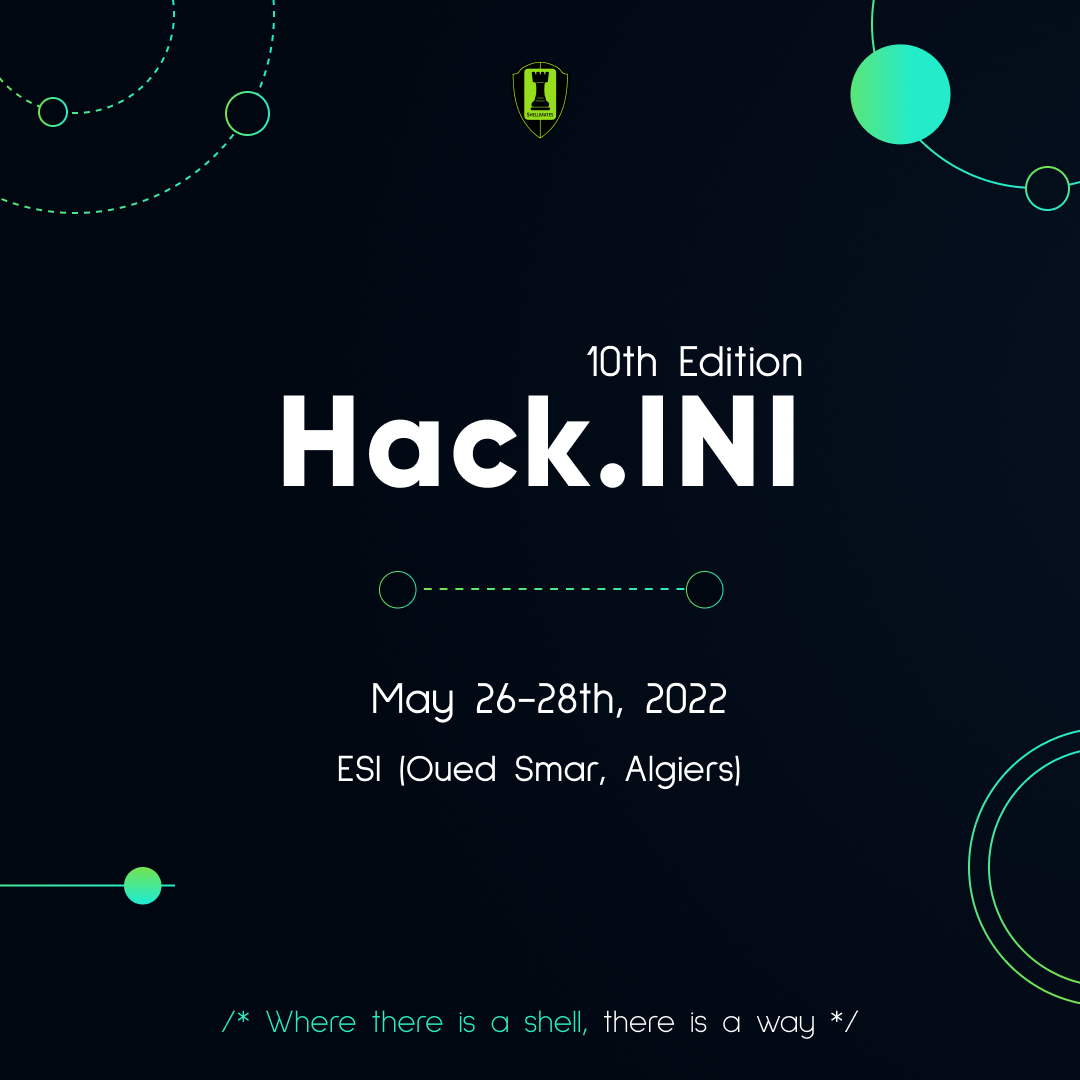 SHELLMATES
10th Edition
Hack.INI
May 26-28th, 2022
ESI (Oued Smar, Algiers)
/* Where there is a shell, there is a way */